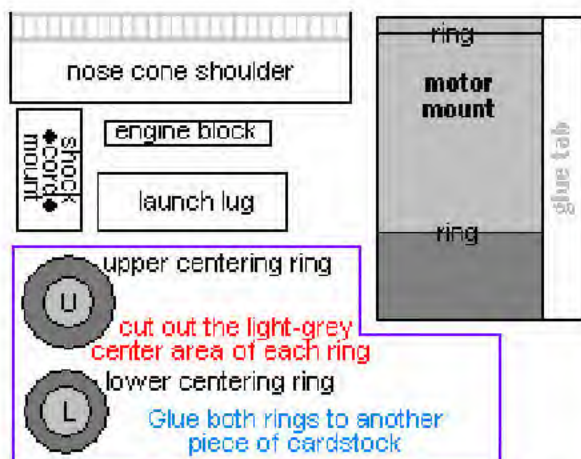 nose cone shoulder
engine block
shock
cord
mount
launch lug
ring
motor
mount
ring
glue tab
upper centering ring
U
cut out the light-grey
center area of each ring
lower centering ring
L
Glue both rings to another
piece of cardstock